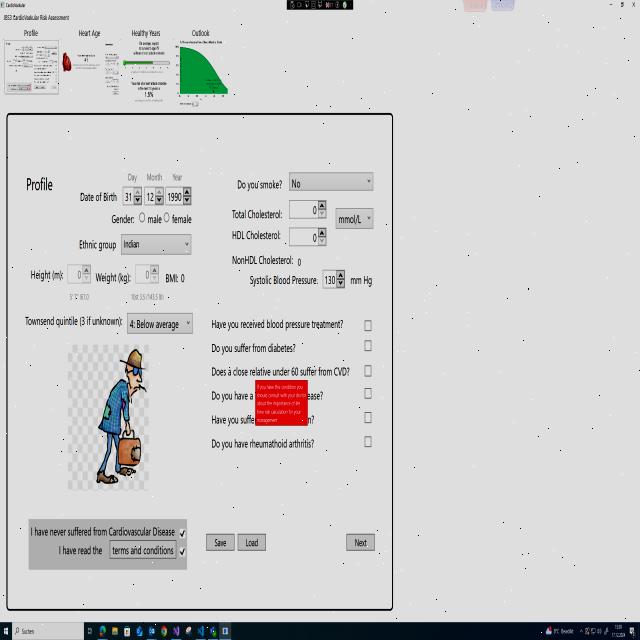 CardioVascular
JBS3 CardioVascular Risk Assessment
Profile
Heart Age
Healthy Years
Outlook
Profile
Day
Month
Year
Date of Birth
31
12
1990
Gender:
male
female
Ethnic group
Indian
Height (m):
0
Weight (kg):
0
BMI: 0
Townsend quintile (3 if unknown):
4: Below average
Do you smoke?
No
Total Cholesterol:
0
mmol/L
HDL Cholesterol:
0
NonHDL Cholesterol:
0
Systolic Blood Pressure.
130
mm Hg
Have you received blood pressure treatment?
Do you suffer from diabetes?
Does a close relative under 60 suffer from CVD?
Do you have a
ease?
If you have this condition you
should consult with your doctor
about the importance of life
time risk calculation for your
management
Have you suffe
n?
Do you have rheumathoid arthritis?
I have never suffered from Cardiovascular Disease
I have read the
terms and conditions
Save
Load
Next
Suchen